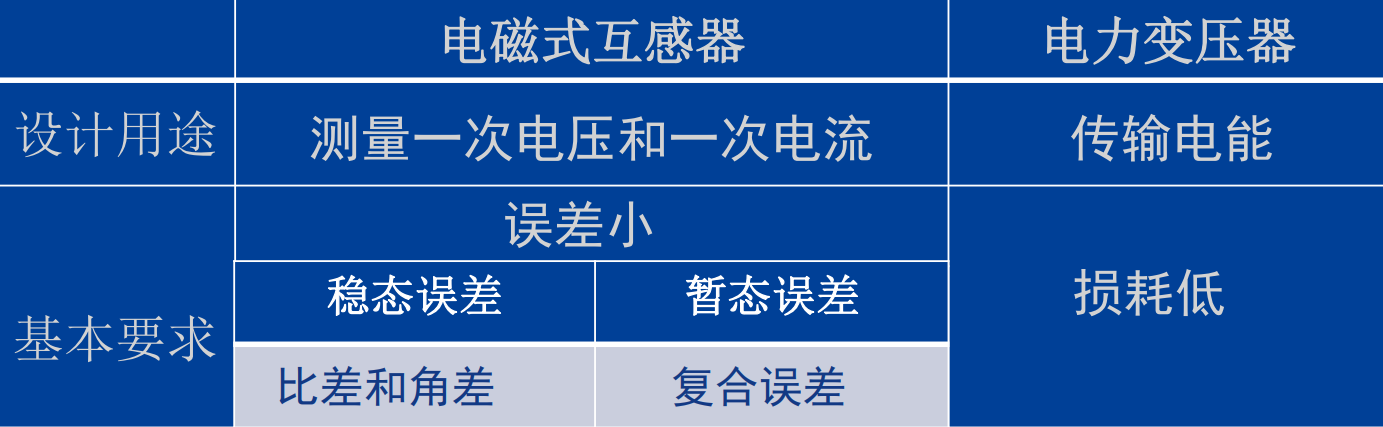 电磁式互感器
电力变压器
设计用途
测量一次电压和一次电流
传输电能
基本要求
误差小
稳态误差
暂态误差
比差和角差
复合误差
损耗低